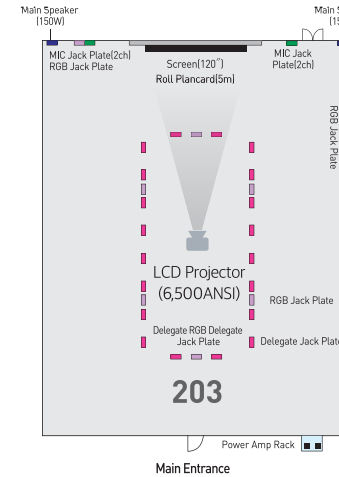 Main Speaker
(150W)
Main
MIC Jack Plate(2ch)
RGB Jack Plate
Screen(120″)
Roll Plancard(5m)
MIC Jack
Plate(2ch)
RGB Jack Plate
LCD Projector
(6,500ANSI)
RGB Jack Plate
Delegate RGB Delegate
Jack Plate
Delegate Jack Plate
203
Power Amp Rack
Main Entrance